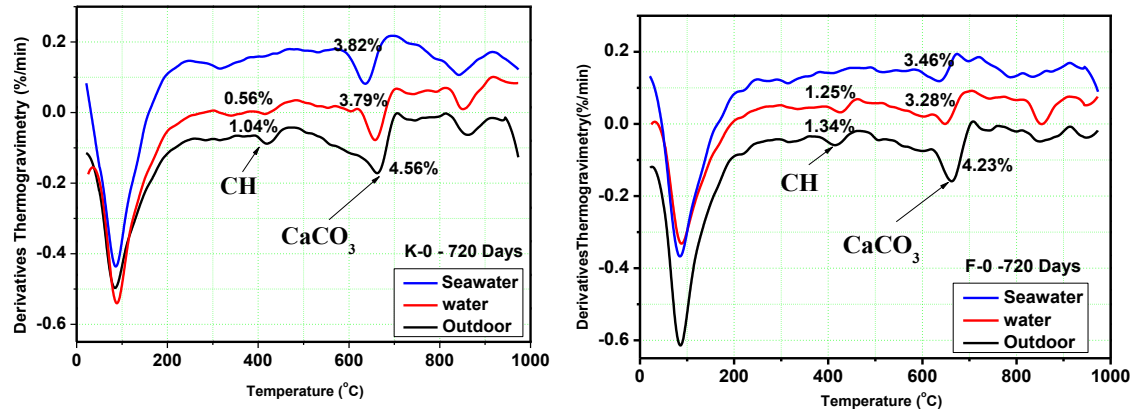 Derivatives Thermogravimetry (%/min)
0.2
0.0
-0.2
-0.4
-0.6
3.82%
0.56%
3.79%
1.04%
CH
4.56%
CaCO3
K-0 - 720 Days
Seawater
water
Outdoor
0 200 400 600 800 1000
Temperature (oC)
DerivativesThermogravimetry(%/min)
0.2
0.0
-0.2
-0.4
-0.6
3.46%
1.25%
3.28%
1.34%
CH
4.23%
CaCO3
F-0 -720 Days
Seawater
water
Outdoor
0 200 400 600 800 1000
Temperature (oC)